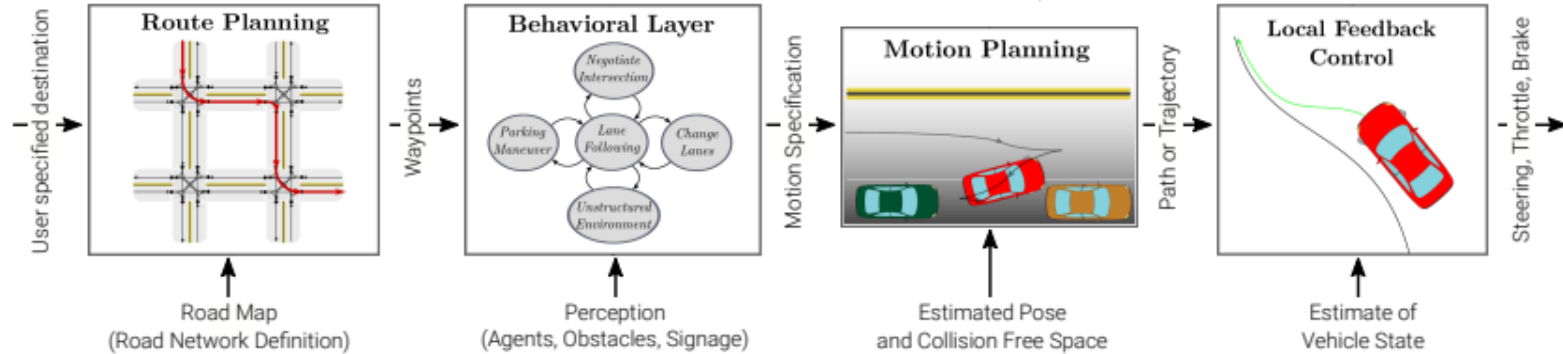 User specified destination
Route Planning
Road Map
(Road Network Definition)
Waypoints
Behavioral Layer
Negotiate
Intersection
Parking
Maneuver
Lane
Following
Change
Lanes
Unstructured
Environment
Perception
(Agents, Obstacles, Signage)
Motion Specification
Motion Planning
Estimated Pose
and Collision Free Space
Path or Trajectory
Local Feedback
Control
Estimate of
Vehicle State
Steering, Throttle, Brake